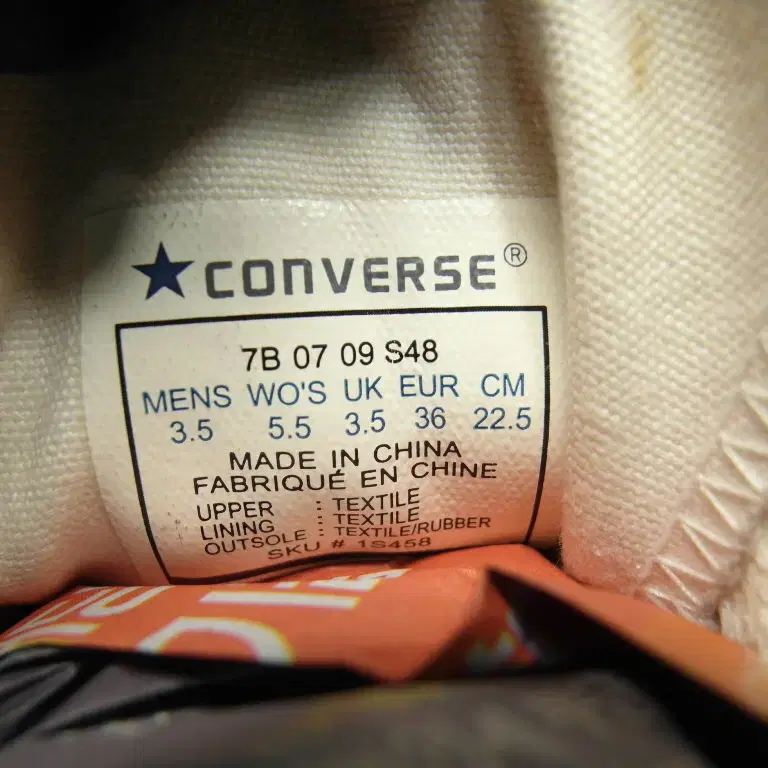 CONVERSE®
7B 07 09 S48
MENS WO'S UK EUR CM
3.5 5.5 3.5 36 22.5
MADE IN CHINA
FABRIQUÉ EN CHINE
UPPER : TEXTILE
LINING : TEXTILE
OUTSOLE : TEXTILE/RUBBER
SKU # 1S458